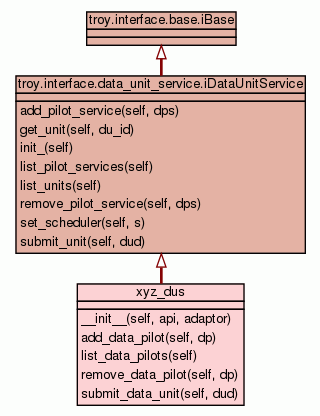 troy.interface.base.iBase
troy.interface.data_unit_service.iDataUnitService
add_pilot_service(self, dps)
get_unit(self, du_id)
init_(self)
list_pilot_services(self)
list_units(self)
remove_pilot_service(self, dps)
set_scheduler(self, s)
submit_unit(self, dud)
xyz_dus
__init__(self, api, adaptor)
add_data_pilot(self, dp)
list_data_pilots(self)
remove_data_pilot(self, dp)
submit_data_unit(self, dud)